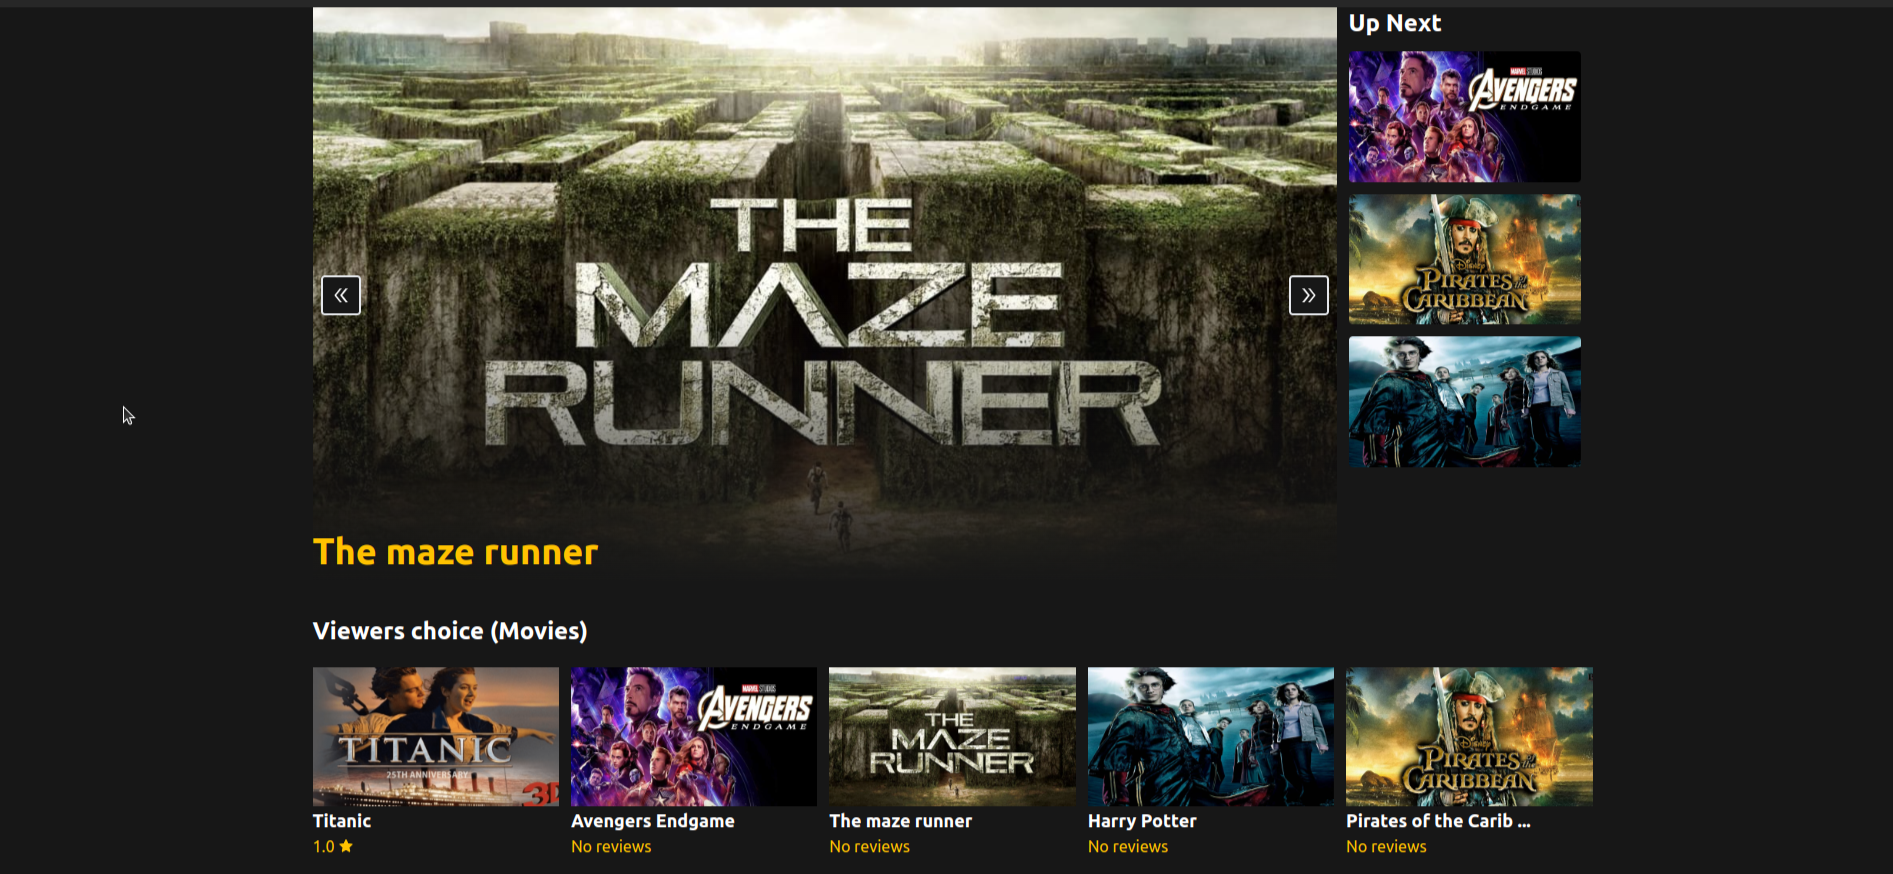 THE
MAZE
RUNNER
«
»
The maze runner
Up Next
MARVEL STUDIOS
AVENGERS
ENDGAME
Disney
PIRATES of the
CARIBBEAN
Viewers choice (Movies)
TITANIC
25TH ANNIVERSARY
3D
Titanic
1.0 ★
MARVEL STUDIOS
AVENGERS
ENDGAME
Avengers Endgame
No reviews
THE
MAZE
RUNNER
The maze runner
No reviews
Harry Potter
No reviews
Disney
PIRATES of the
CARIBBEAN
Pirates of the Carib ...
No reviews